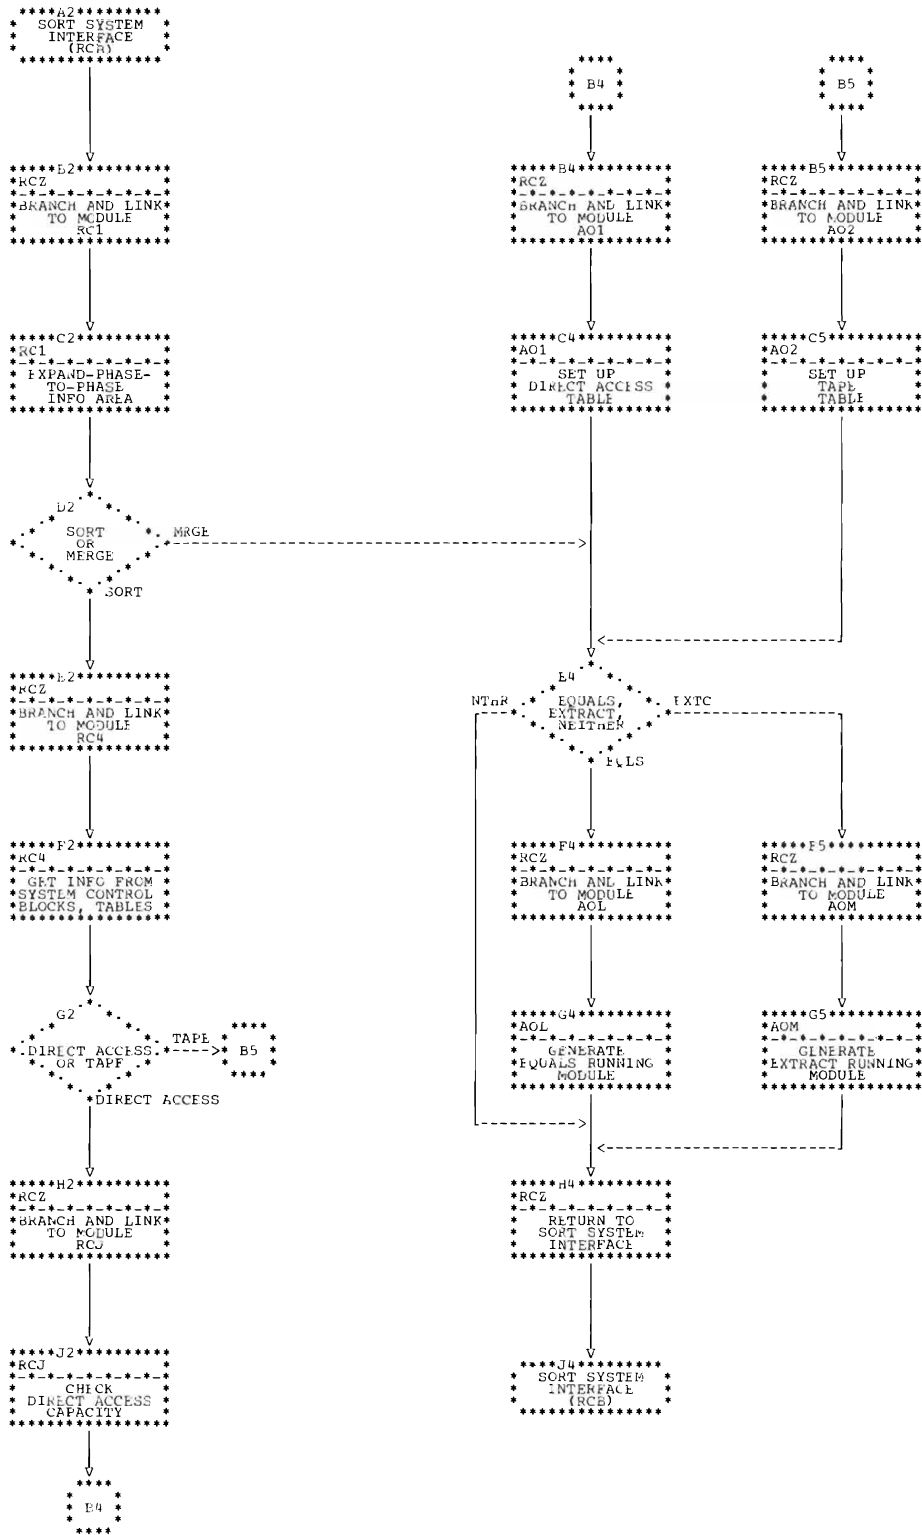 A2
SORT SYSTEM
INTERFACE
(RCB)
B2
RCZ
BRANCH AND LINK
TO MODULE
RC1
C2
RC1
EXPAND-PHASE-
TO-PHASE
INFO AREA
D2
SORT
OR
MERGE
MRGE
SORT
E2
RCZ
BRANCH AND LINK
TO MODULE
RC4
F2
RC4
GET INFO FROM
SYSTEM CONTROL
BLOCKS, TABLES
G2
DIRECT ACCESS
OR TAPE
TAPE
B5
DIRECT ACCESS
H2
RCZ
BRANCH AND LINK
TO MODULE
RCJ
J2
RCJ
CHECK
DIRECT ACCESS
CAPACITY
B4
B4
B4
RCZ
BRANCH AND LINK
TO MODULE
AO1
C4
AO1
SET UP
DIRECT ACCESS
TABLE
B5
B5
RCZ
BRANCH AND LINK
TO MODULE
AO2
C5
AO2
SET UP
TAPE
TABLE
E4
EQUALS,
EXTRACT,
NEITHER
NTHR
EXTC
EQLS
F4
RCZ
BRANCH AND LINK
TO MODULE
AOL
G4
AOL
GENERATE
EQUALS RUNNING
MODULE
F5
RCZ
BRANCH AND LINK
TO MODULE
AOM
G5
AOM
GENERATE
EXTRACT RUNNING
MODULE
H4
RCZ
RETURN TO
SORT SYSTEM
INTERFACE
J4
SORT SYSTEM
INTERFACE
(RCB)